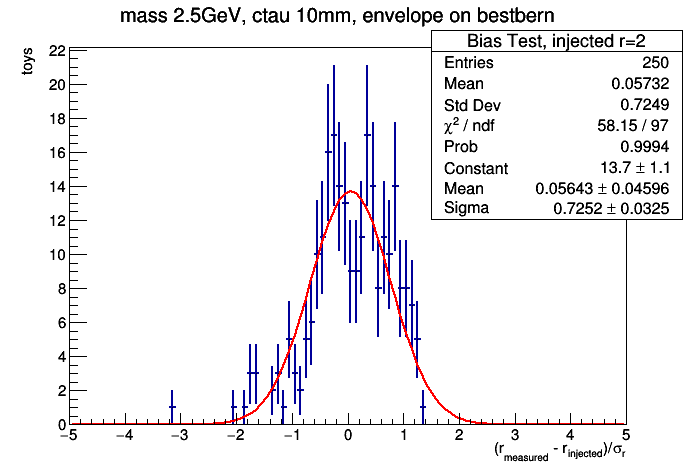 mass 2.5GeV, ctau 10mm, envelope on bestbern
Bias Test, injected r=2
Entries 250
Mean 0.05732
Std Dev 0.7249
χ² / ndf 58.15 / 97
Prob 0.9994
Constant 13.7 ± 1.1
Mean 0.05643 ± 0.04596
Sigma 0.7252 ± 0.0325
toys
22
20
18
16
14
12
10
8
6
4
2
0
−5 −4 −3 −2 −1 0 1 2 3 4 5
(r_measured - r_injected)/σ_r